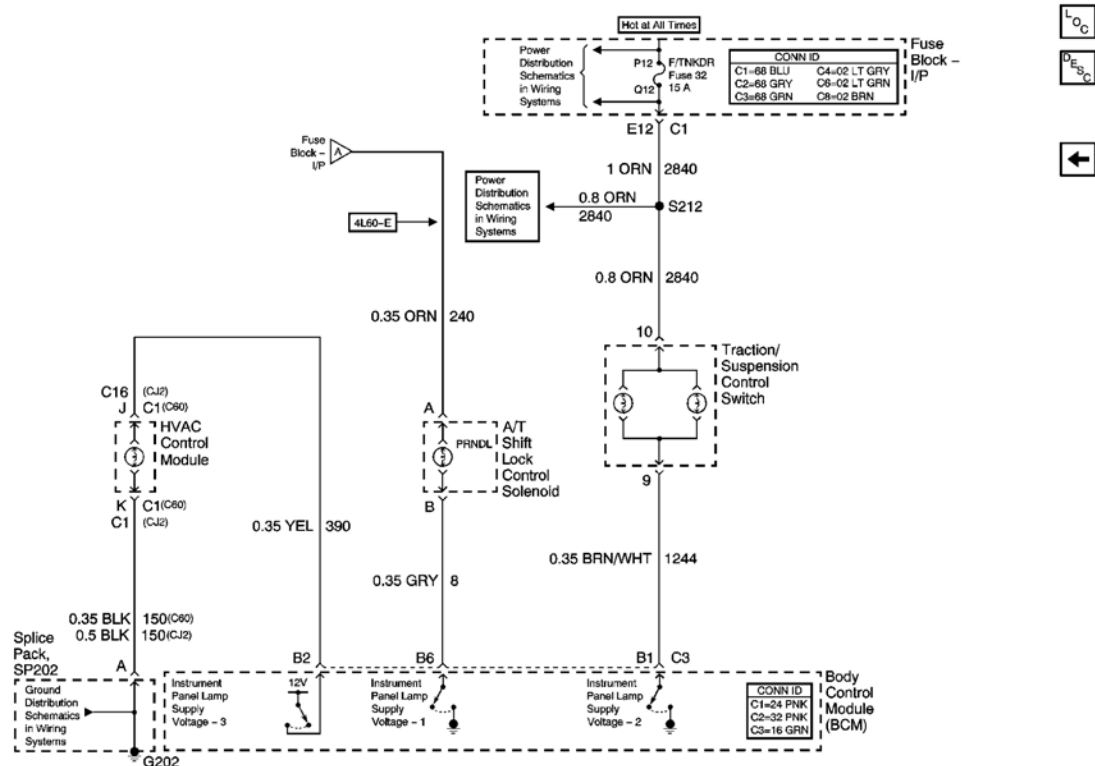 Hot at All Times
LOC
DESC
Power
Distribution
Schematics
in Wiring
Systems
P12
Q12
F/TNKDR
Fuse 32
15 A
CONN ID
C1=68 BLU C4=02 LT GRY
C2=68 GRY C6=02 LT GRN
C3=68 GRN C8=02 BRN
Fuse
Block –
I/P
E12 C1
Fuse
Block –
I/P
A
1 ORN 2840
Power
Distribution
Schematics
in Wiring
Systems
0.8 ORN
2840
S212
4L60-E
0.8 ORN 2840
0.35 ORN 240
10
Traction/
Suspension
Control
Switch
9
C16 (CJ2)
J C1(C60)
HVAC
Control
Module
K C1(C60)
C1 (CJ2)
A
PRNDL
A/T
Shift
Lock
Control
Solenoid
B
0.35 YEL 390
0.35 GRY 8
0.35 BRN/WHT 1244
0.35 BLK 150(C60)
0.5 BLK 150(CJ2)
Splice
Pack,
SP202
A
B2 B6 B1 C3
Ground
Distribution
Schematics
in Wiring
Systems
G202
Instrument
Panel Lamp
Supply
Voltage – 3
12V
Instrument
Panel Lamp
Supply
Voltage – 1
Instrument
Panel Lamp
Supply
Voltage – 2
CONN ID
C1=24 PNK
C2=32 PNK
C3=16 GRN
Body
Control
Module
(BCM)